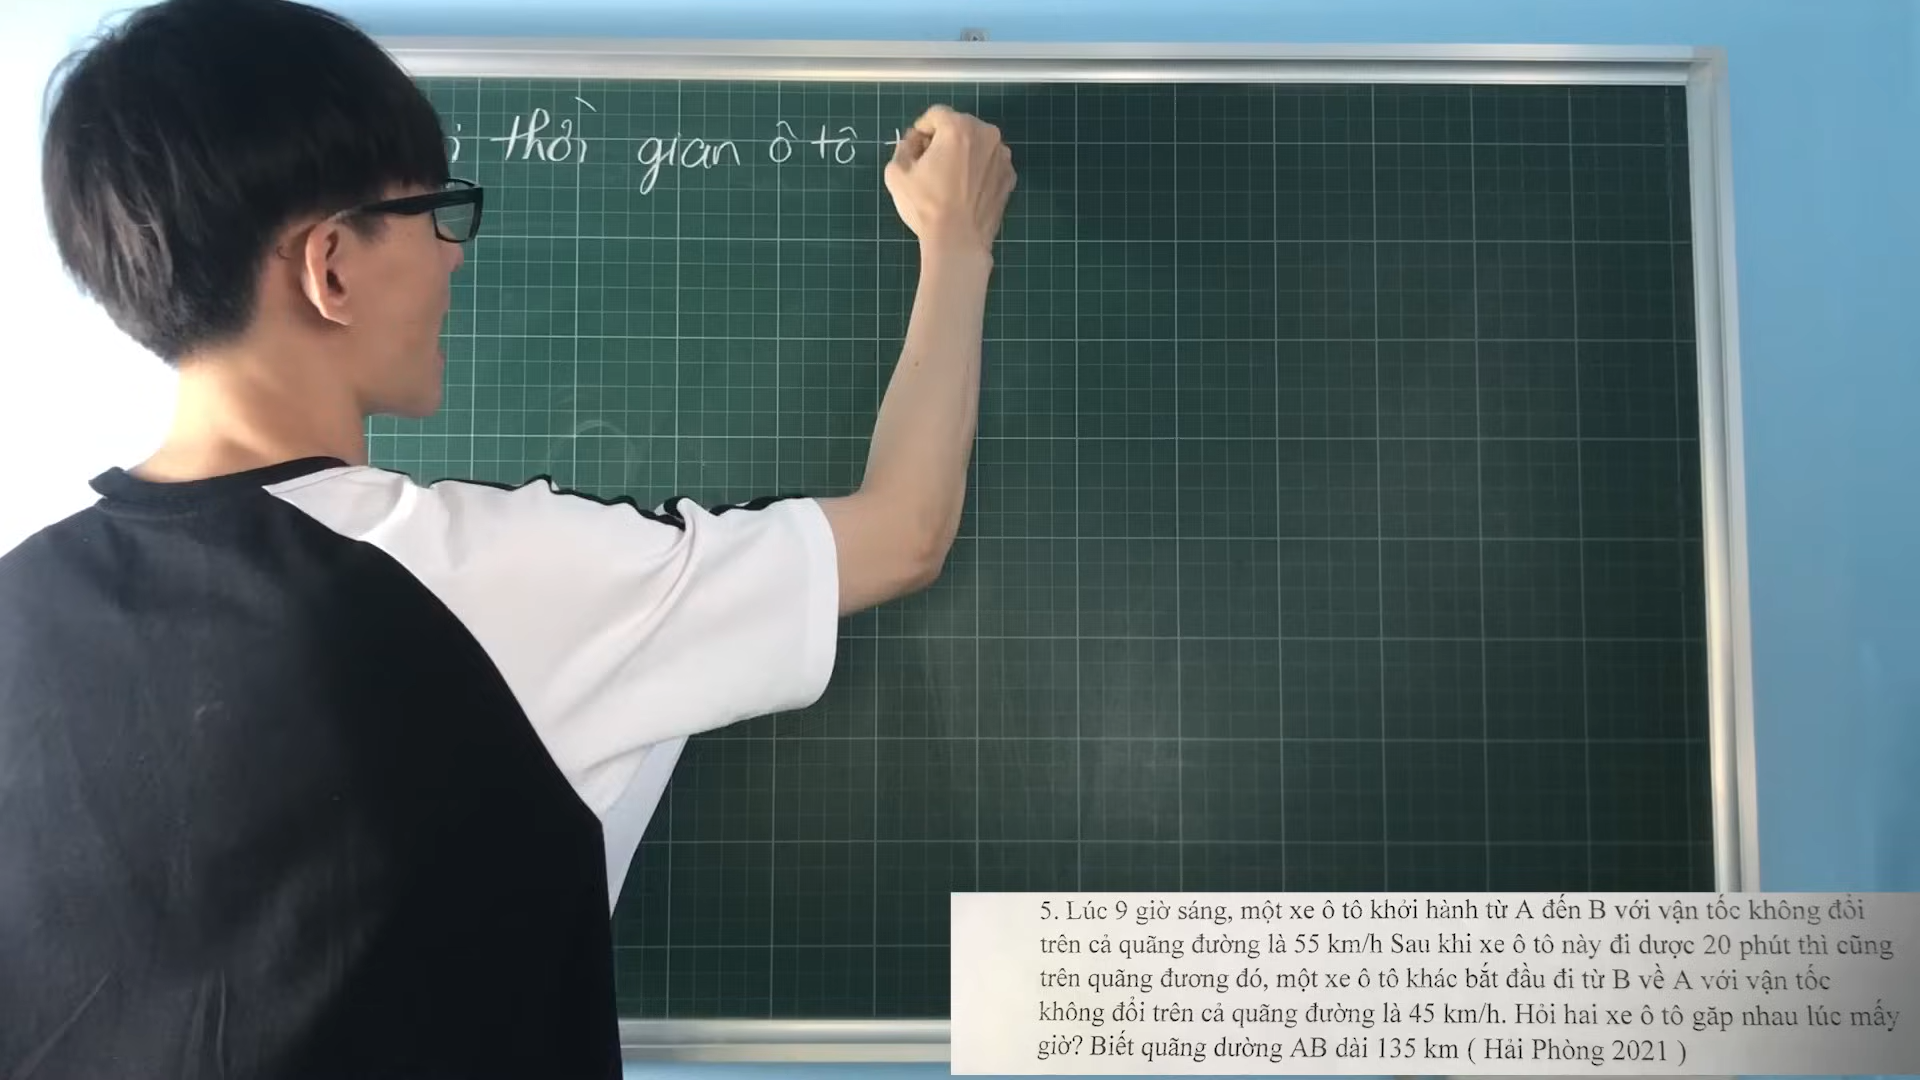 thời gian ô tô
5. Lúc 9 giờ sáng, một xe ô tô khởi hành từ A đến B với vận tốc không đổi
trên cả quãng đường là 55 km/h Sau khi xe ô tô này đi dược 20 phút thì cũng
trên quãng đương đó, một xe ô tô khác bắt đầu đi từ B về A với vận tốc
không đổi trên cả quãng đường là 45 km/h. Hỏi hai xe ô tô gặp nhau lúc mấy
giờ? Biết quãng dường AB dài 135 km ( Hải Phòng 2021 )